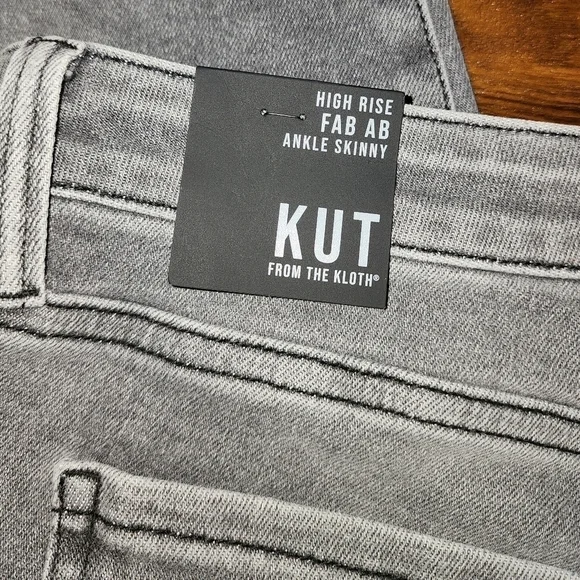 HIGH RISE
FAB AB
ANKLE SKINNY
KUT
FROM THE KLOTH®